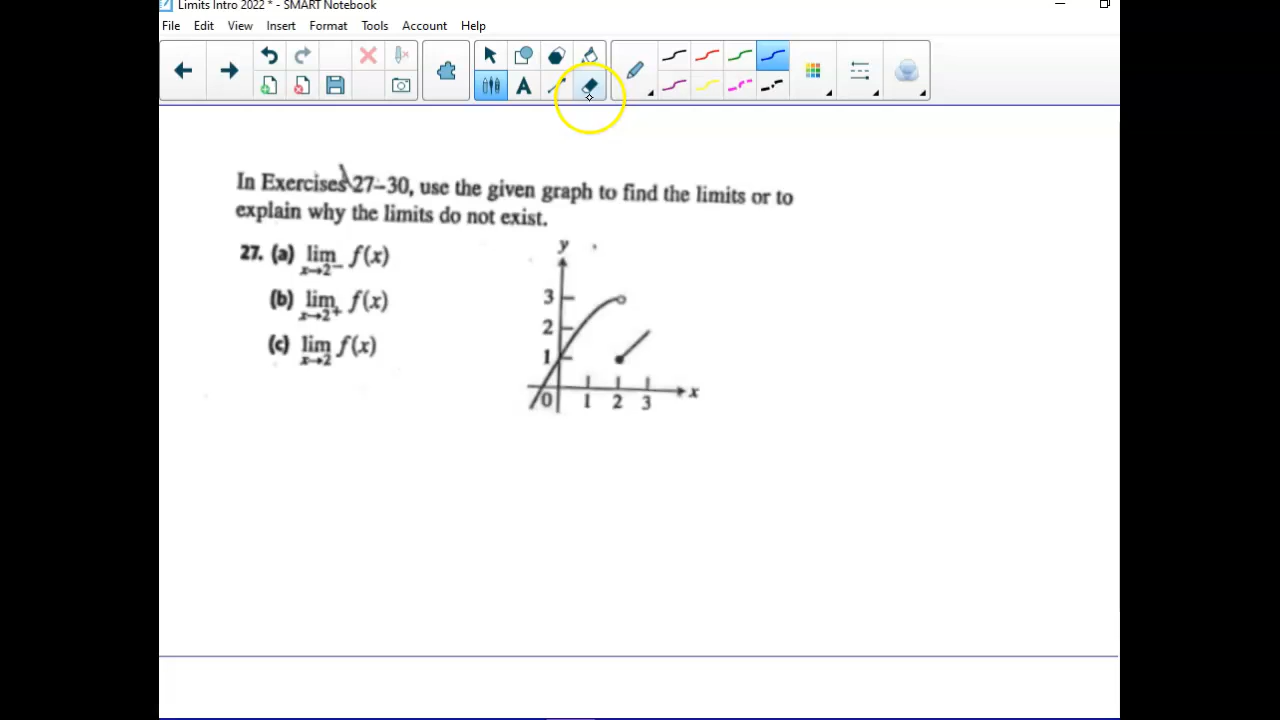 Limits Intro 2022 * - SMART Notebook
File Edit View Insert Format Tools Account Help
A
In Exercises 27–30, use the given graph to find the limits or to
explain why the limits do not exist.
27. (a) lim x→2⁻ f(x)
(b) lim x→2⁺ f(x)
(c) lim x→2 f(x)
y
3
2
1
0 1 2 3 x